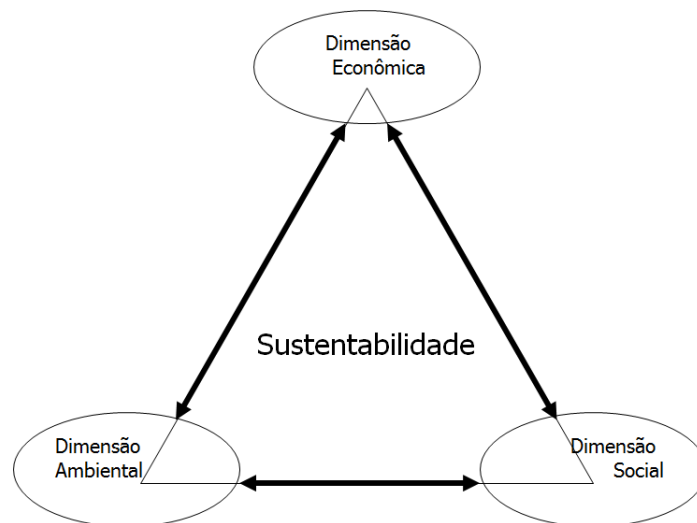 Dimensão
Econômica
Sustentabilidade
Dimensão
Ambiental
Dimensão
Social